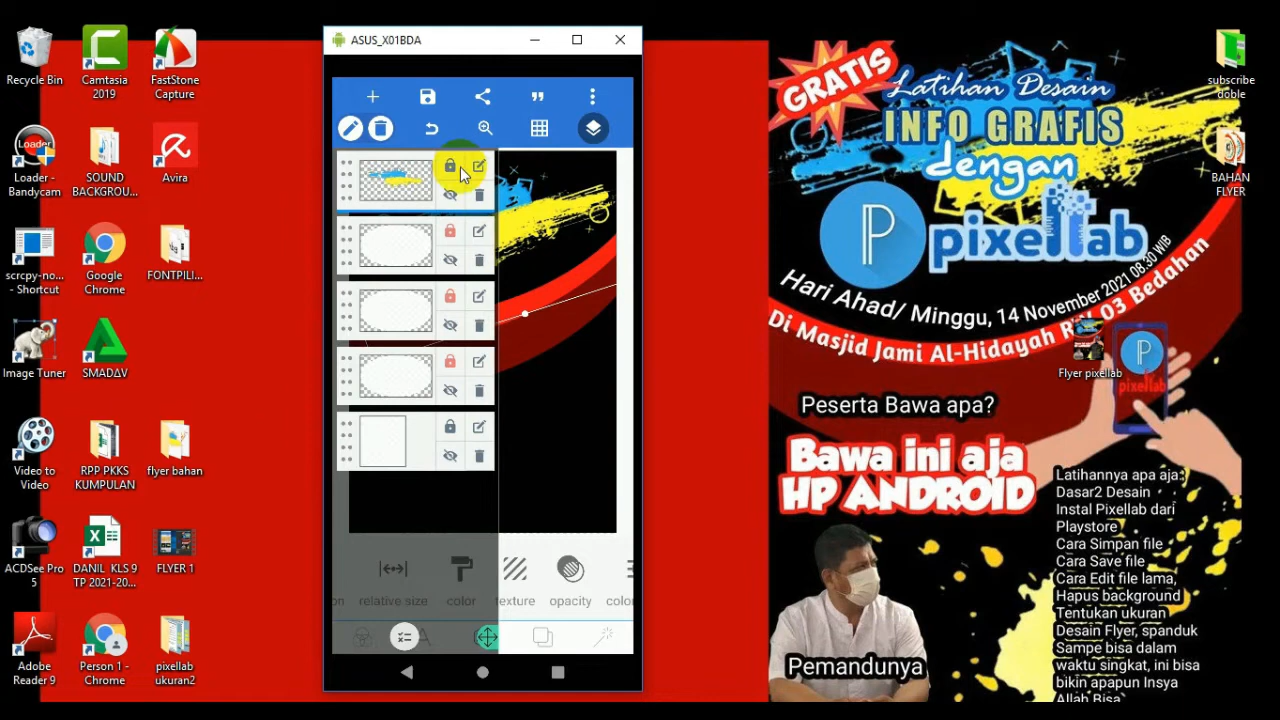 Recycle Bin
Camtasia
2019
FastStone
Capture
Loader -
Bandycam
SOUND
BACKGROU...
Avira
scrcpy-no...
- Shortcut
Google
Chrome
FONTPILI...
Image Tuner
SMADΔV
Video to
Video
RPP PKKS
KUMPULAN
flyer bahan
ACDSee Pro
5
DANIL KLS 9
TP 2021-20...
FLYER 1
Adobe
Reader 9
Person 1 -
Chrome
pixellab
ukuran2
ASUS_X01BDA
on
relative size
color
texture
opacity
color
GRATIS
Latihan Desain
INFO GRAFIS
dengan
P pixellab
Hari Ahad/ Minggu, 14 November 2021 08.30 WIB
Di Masjid Jami Al-Hidayah RW 03 Bedahan
Flyer pixellab
P
pixellab
Peserta Bawa apa?
Bawa ini aja
HP ANDROID
Pemandunya
Latihannya apa aja:
Dasar2 Desain
Instal Pixellab dari
Playstore
Cara Simpan file
Cara Save file
Cara Edit file lama,
Hapus background
Tentukan ukuran
Desain Flyer, spanduk
Sampe bisa dalam
waktu singkat, ini bisa
bikin apapun Insya
Allah Bisa
subscribe
doble
BAHAN
FLYER